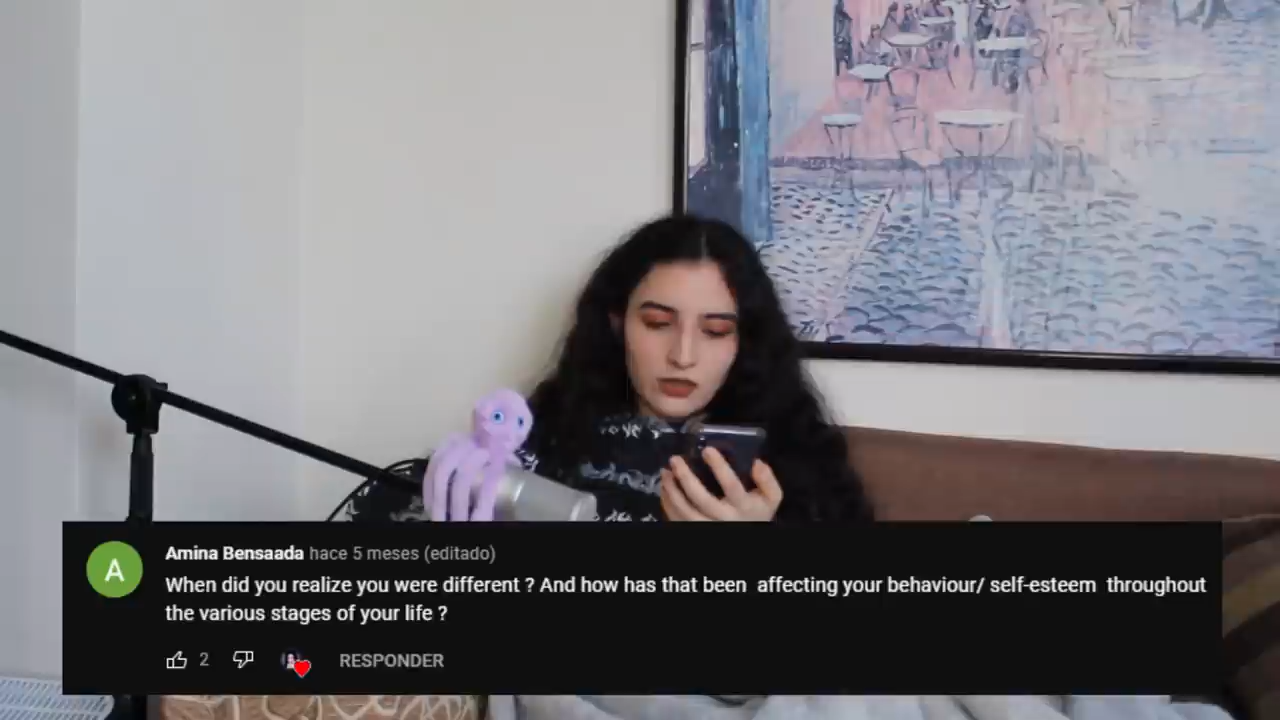 Amina Bensaada hace 5 meses (editado)
When did you realize you were different ? And how has that been affecting your behaviour/ self-esteem throughout
the various stages of your life ?
2 RESPONDER
A